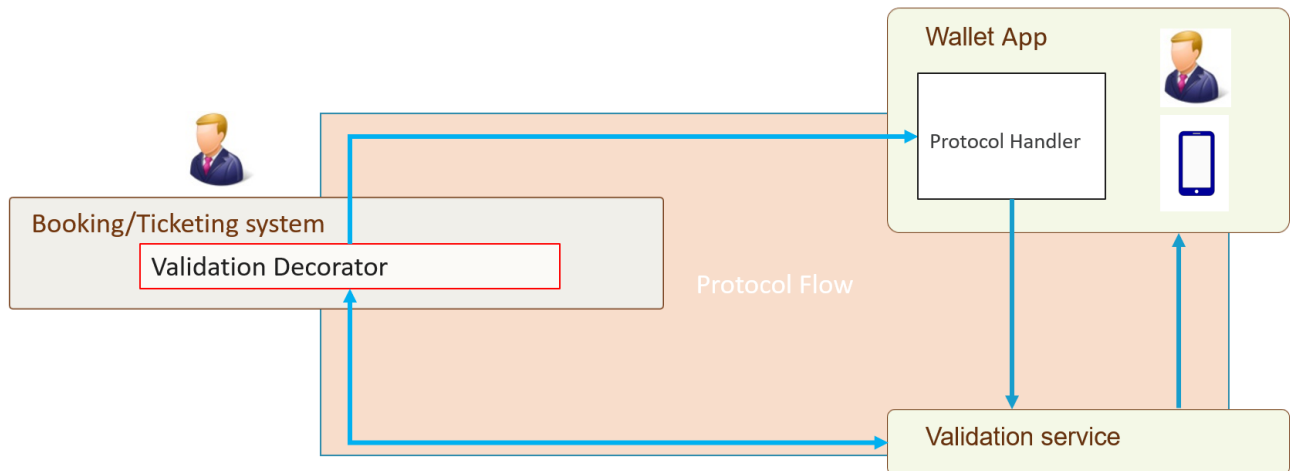 Wallet App
Protocol Handler
Booking/Ticketing system
Validation Decorator
Protocol Flow
Validation service